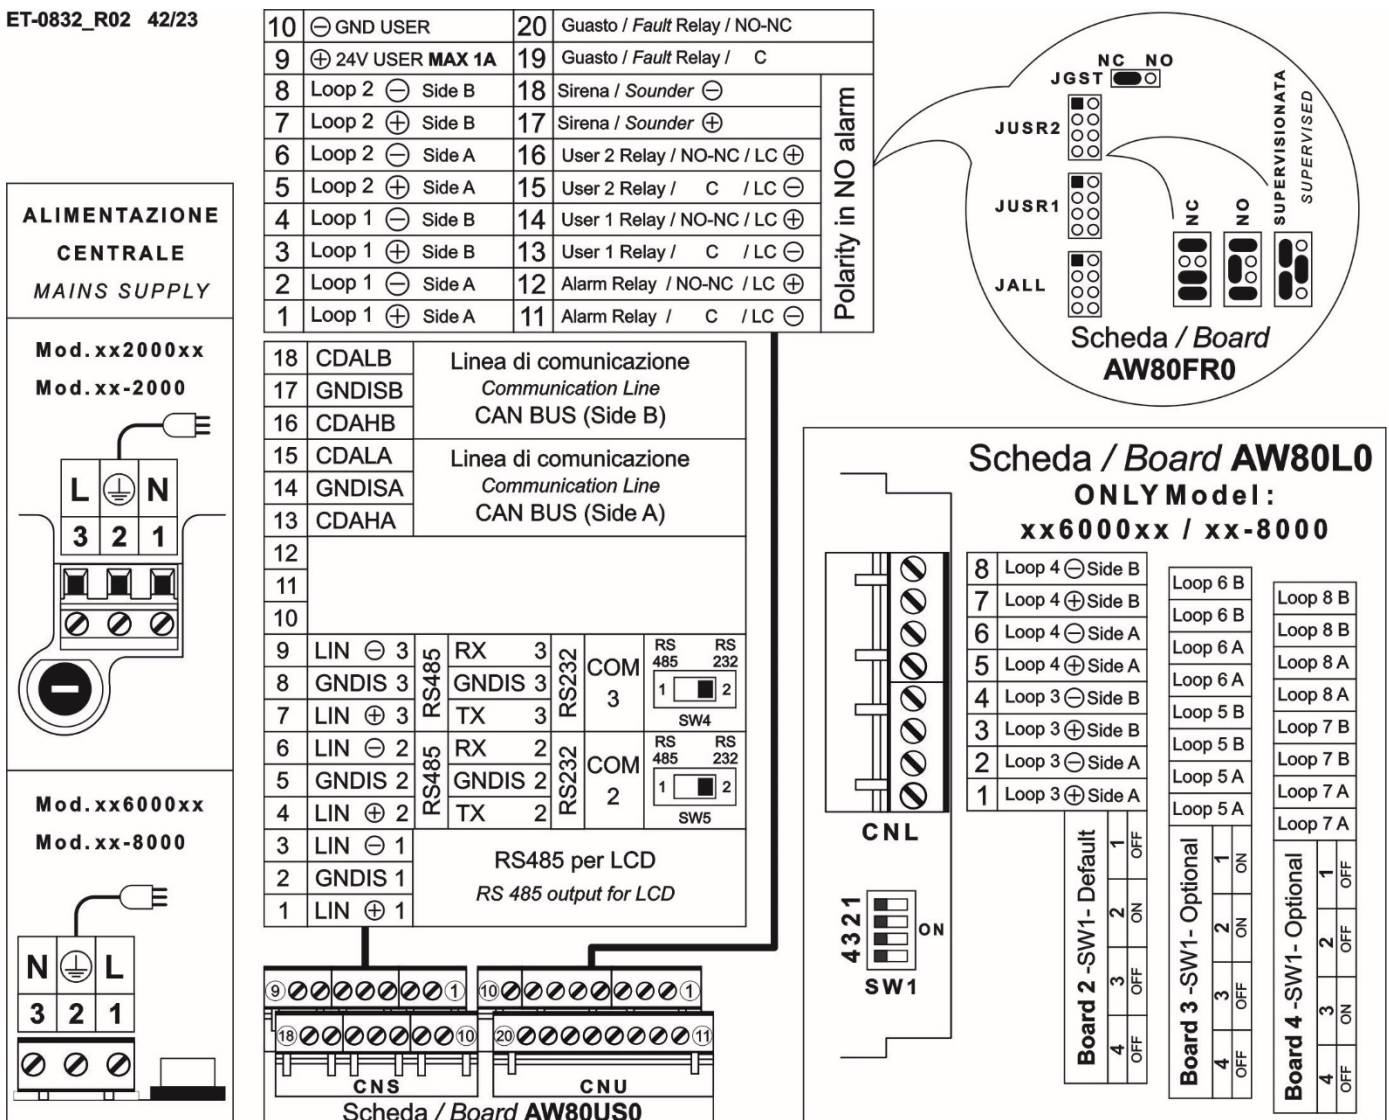 ET-0832_R02 42/23
10 ⊖ GND USER 20 Guasto / Fault Relay / NO-NC
9 ⊕ 24V USER MAX 1A 19 Guasto / Fault Relay / C
8 Loop 2 ⊖ Side B 18 Sirena / Sounder ⊖
7 Loop 2 ⊕ Side B 17 Sirena / Sounder ⊕
6 Loop 2 ⊖ Side A 16 User 2 Relay / NO-NC / LC ⊕
5 Loop 2 ⊕ Side A 15 User 2 Relay / C / LC ⊖
4 Loop 1 ⊖ Side B 14 User 1 Relay / NO-NC / LC ⊕
3 Loop 1 ⊕ Side B 13 User 1 Relay / C / LC ⊖
2 Loop 1 ⊖ Side A 12 Alarm Relay / NO-NC / LC ⊕
1 Loop 1 ⊕ Side A 11 Alarm Relay / C / LC ⊖
Polarity in NO alarm
NC NO
JGST
JUSR2
JUSR1
JALL
NC
NO
SUPERVISIONATA
SUPERVISED
Scheda / Board
AW80FR0
ALIMENTAZIONE
CENTRALE
MAINS SUPPLY
Mod.xx2000xx
Mod.xx-2000
L N
3 2 1
Mod.xx6000xx
Mod.xx-8000
N L
3 2 1
18 CDALB
17 GNDISB
16 CDAHB
Linea di comunicazione
Communication Line
CAN BUS (Side B)
15 CDALA
14 GNDISA
13 CDAHA
Linea di comunicazione
Communication Line
CAN BUS (Side A)
12
11
10
9 LIN ⊖ 3 RX 3
8 GNDIS 3 GNDIS 3
7 LIN ⊕ 3 TX 3
RS485
RS232
COM
3
RS RS
485 232
1 2
SW4
6 LIN ⊖ 2 RX 2
5 GNDIS 2 GNDIS 2
4 LIN ⊕ 2 TX 2
RS485
RS232
COM
2
RS RS
485 232
1 2
SW5
3 LIN ⊖ 1
2 GNDIS 1
1 LIN ⊕ 1
RS485 per LCD
RS 485 output for LCD
9 1 10 1
18 10 20 11
CNS CNU
Scheda / Board AW80US0
Scheda / Board AW80L0
ONLY Model:
xx6000xx / xx-8000
8 Loop 4 ⊖ Side B
7 Loop 4 ⊕ Side B
6 Loop 4 ⊖ Side A
5 Loop 4 ⊕ Side A
4 Loop 3 ⊖ Side B
3 Loop 3 ⊕ Side B
2 Loop 3 ⊖ Side A
1 Loop 3 ⊕ Side A
Loop 6 B
Loop 6 B
Loop 6 A
Loop 6 A
Loop 5 B
Loop 5 B
Loop 5 A
Loop 5 A
Loop 8 B
Loop 8 B
Loop 8 A
Loop 8 A
Loop 7 B
Loop 7 B
Loop 7 A
Loop 7 A
CNL
4321
ON
SW1
Board 2 -SW1- Default
4 3 2 1
OFF OFF ON OFF
Board 3 -SW1- Optional
4 3 2 1
OFF OFF ON ON
Board 4 -SW1- Optional
4 3 2 1
OFF ON OFF OFF